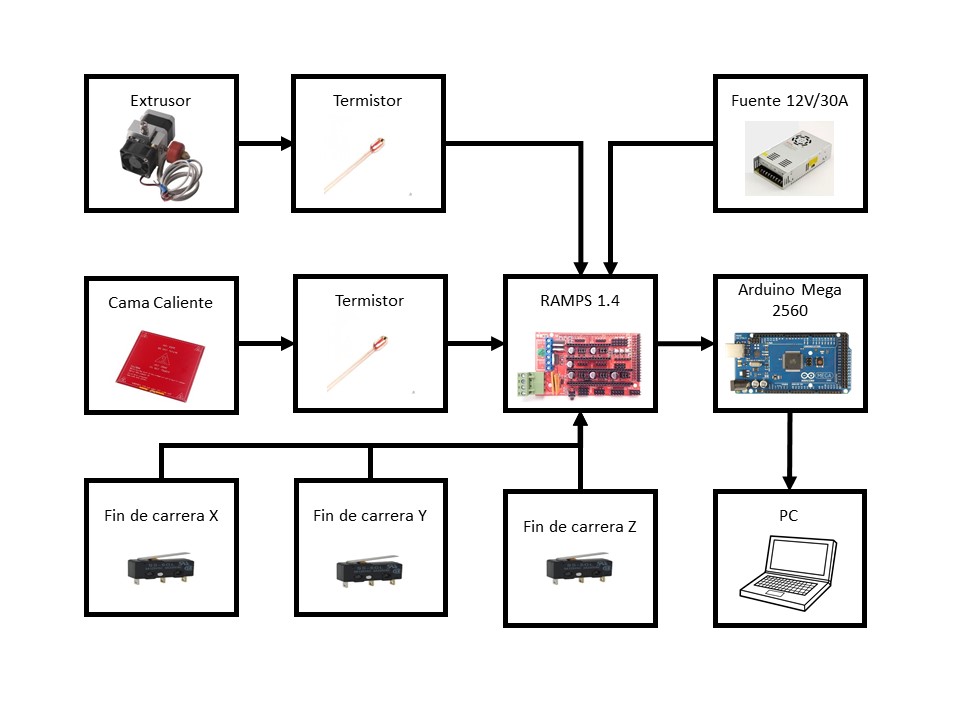 Extrusor
Termistor
Fuente 12V/30A
Cama Caliente
Termistor
RAMPS 1.4
Arduino Mega
2560
Fin de carrera X
Fin de carrera Y
Fin de carrera Z
PC